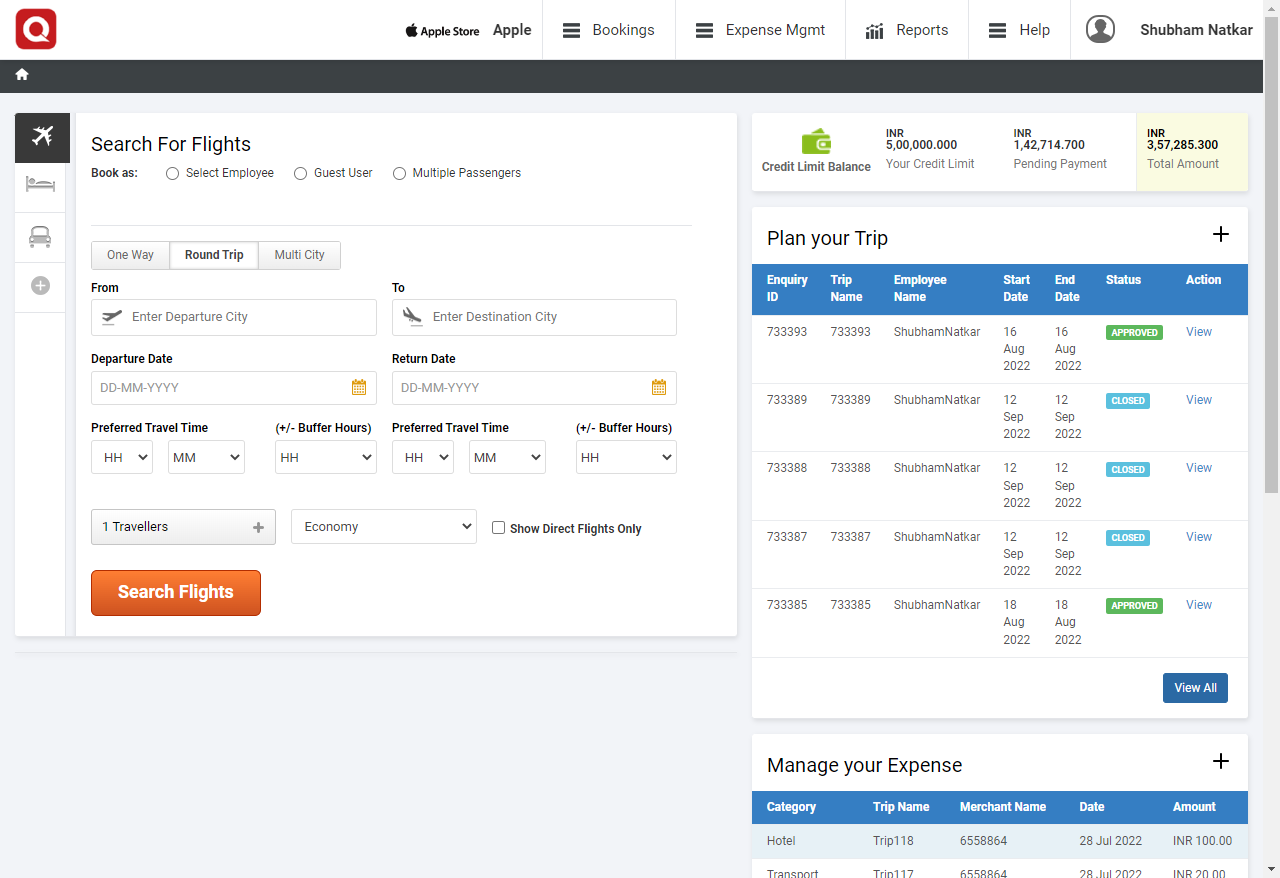 Apple Store Apple Bookings Expense Mgmt Reports Help Shubham Natkar
Search For Flights
Book as: Select Employee Guest User Multiple Passengers
One Way Round Trip Multi City
From To
Enter Departure City Enter Destination City
Departure Date Return Date
DD-MM-YYYY DD-MM-YYYY
Preferred Travel Time (+/- Buffer Hours) Preferred Travel Time (+/- Buffer Hours)
HH MM HH HH MM HH
1 Travellers Economy Show Direct Flights Only
Search Flights
Credit Limit Balance
INR
5,00,000.000
Your Credit Limit
INR
1,42,714.700
Pending Payment
INR
3,57,285.300
Total Amount
Plan your Trip
Enquiry ID Trip Name Employee Name Start Date End Date Status Action
733393 733393 ShubhamNatkar 16 Aug 2022 16 Aug 2022 APPROVED View
733389 733389 ShubhamNatkar 12 Sep 2022 12 Sep 2022 CLOSED View
733388 733388 ShubhamNatkar 12 Sep 2022 12 Sep 2022 CLOSED View
733387 733387 ShubhamNatkar 12 Sep 2022 12 Sep 2022 CLOSED View
733385 733385 ShubhamNatkar 18 Aug 2022 18 Aug 2022 APPROVED View
View All
Manage your Expense
Category Trip Name Merchant Name Date Amount
Hotel Trip118 6558864 28 Jul 2022 INR 100.00
Transport Trip117 6558864 28 Jul 2022 INR 20.00